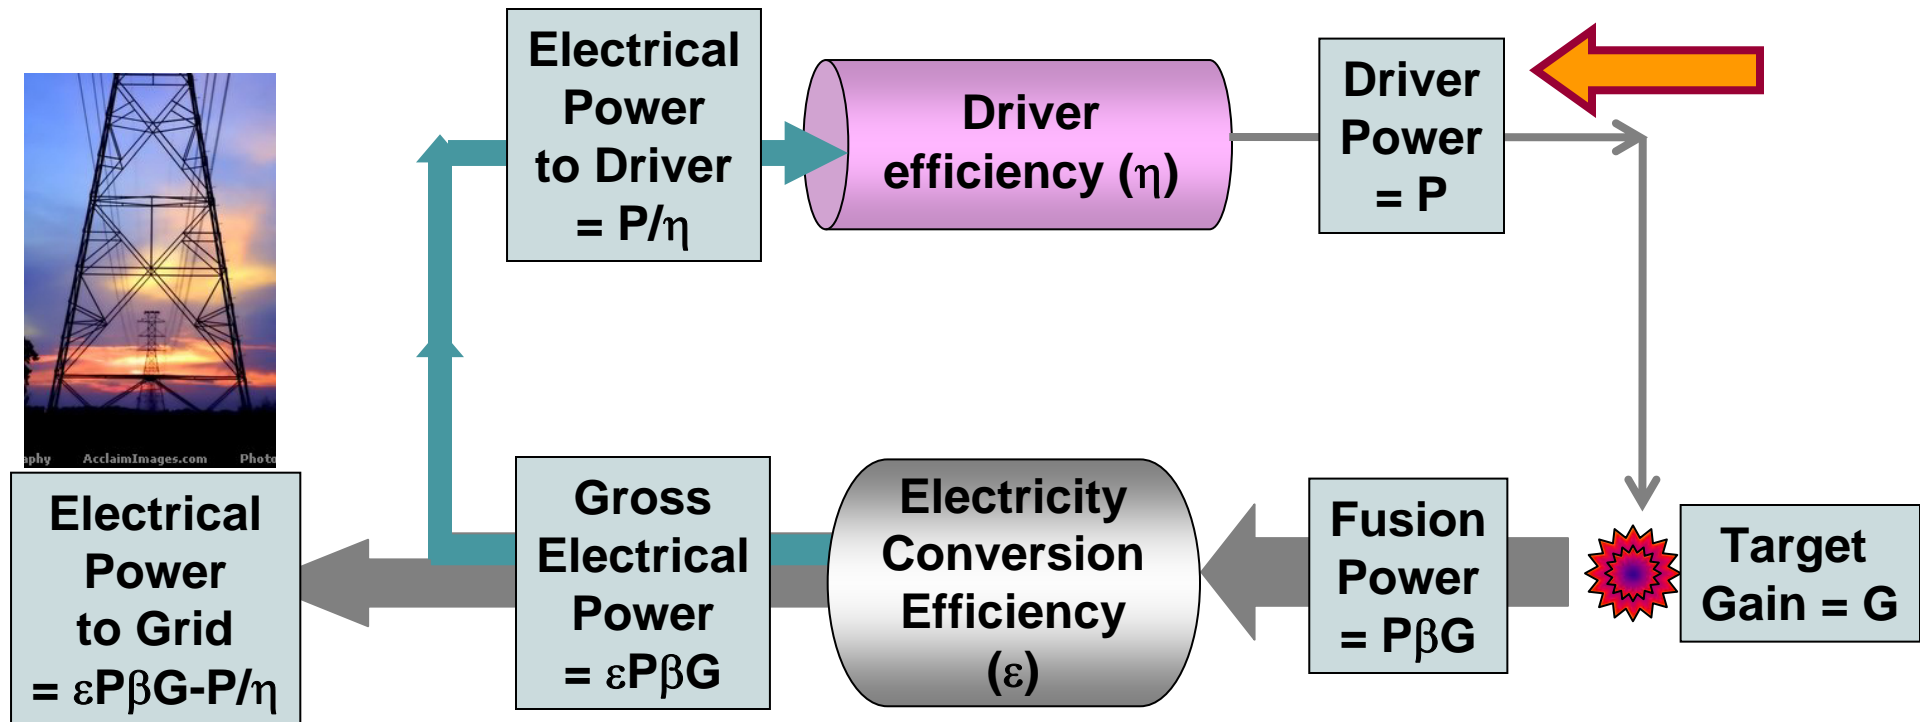 Electrical
Power
to Driver
= P/η
Driver
efficiency (η)
Driver
Power
= P
AcclaimImages.com
Electrical
Power
to Grid
= εPβG-P/η
Gross
Electrical
Power
= εPβG
Electricity
Conversion
Efficiency
(ε)
Fusion
Power
= PβG
Target
Gain = G